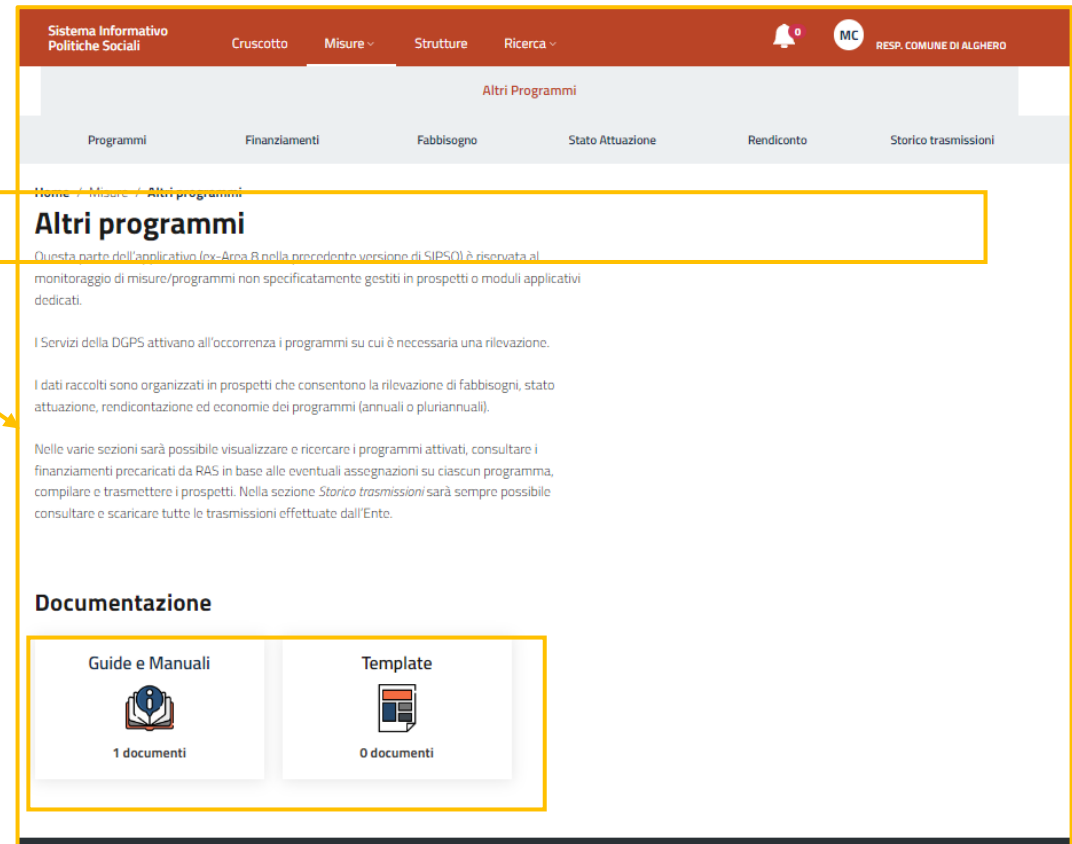 Sistema Informativo
Politiche Sociali
Cruscotto Misure Strutture Ricerca
0
MC
RESP. COMUNE DI ALGHERO
Altri Programmi
Programmi Finanziamenti Fabbisogno Stato Attuazione Rendiconto Storico trasmissioni
Home / Misure / Altri programmi
Altri programmi
Questa parte dell'applicativo (ex-Area 8 nella precedente versione di SIPSO) è riservata al
monitoraggio di misure/programmi non specificatamente gestiti in prospetti o moduli applicativi
dedicati.
I Servizi della DGPS attivano all'occorrenza i programmi su cui è necessaria una rilevazione.
I dati raccolti sono organizzati in prospetti che consentono la rilevazione di fabbisogni, stato
attuazione, rendicontazione ed economie dei programmi (annuali o pluriannuali).
Nelle varie sezioni sarà possibile visualizzare e ricercare i programmi attivati, consultare i
finanziamenti precaricati da RAS in base alle eventuali assegnazioni su ciascun programma,
compilare e trasmettere i prospetti. Nella sezione Storico trasmissioni sarà sempre possibile
consultare e scaricare tutte le trasmissioni effettuate dall'Ente.
Documentazione
Guide e Manuali
1 documenti
Template
0 documenti